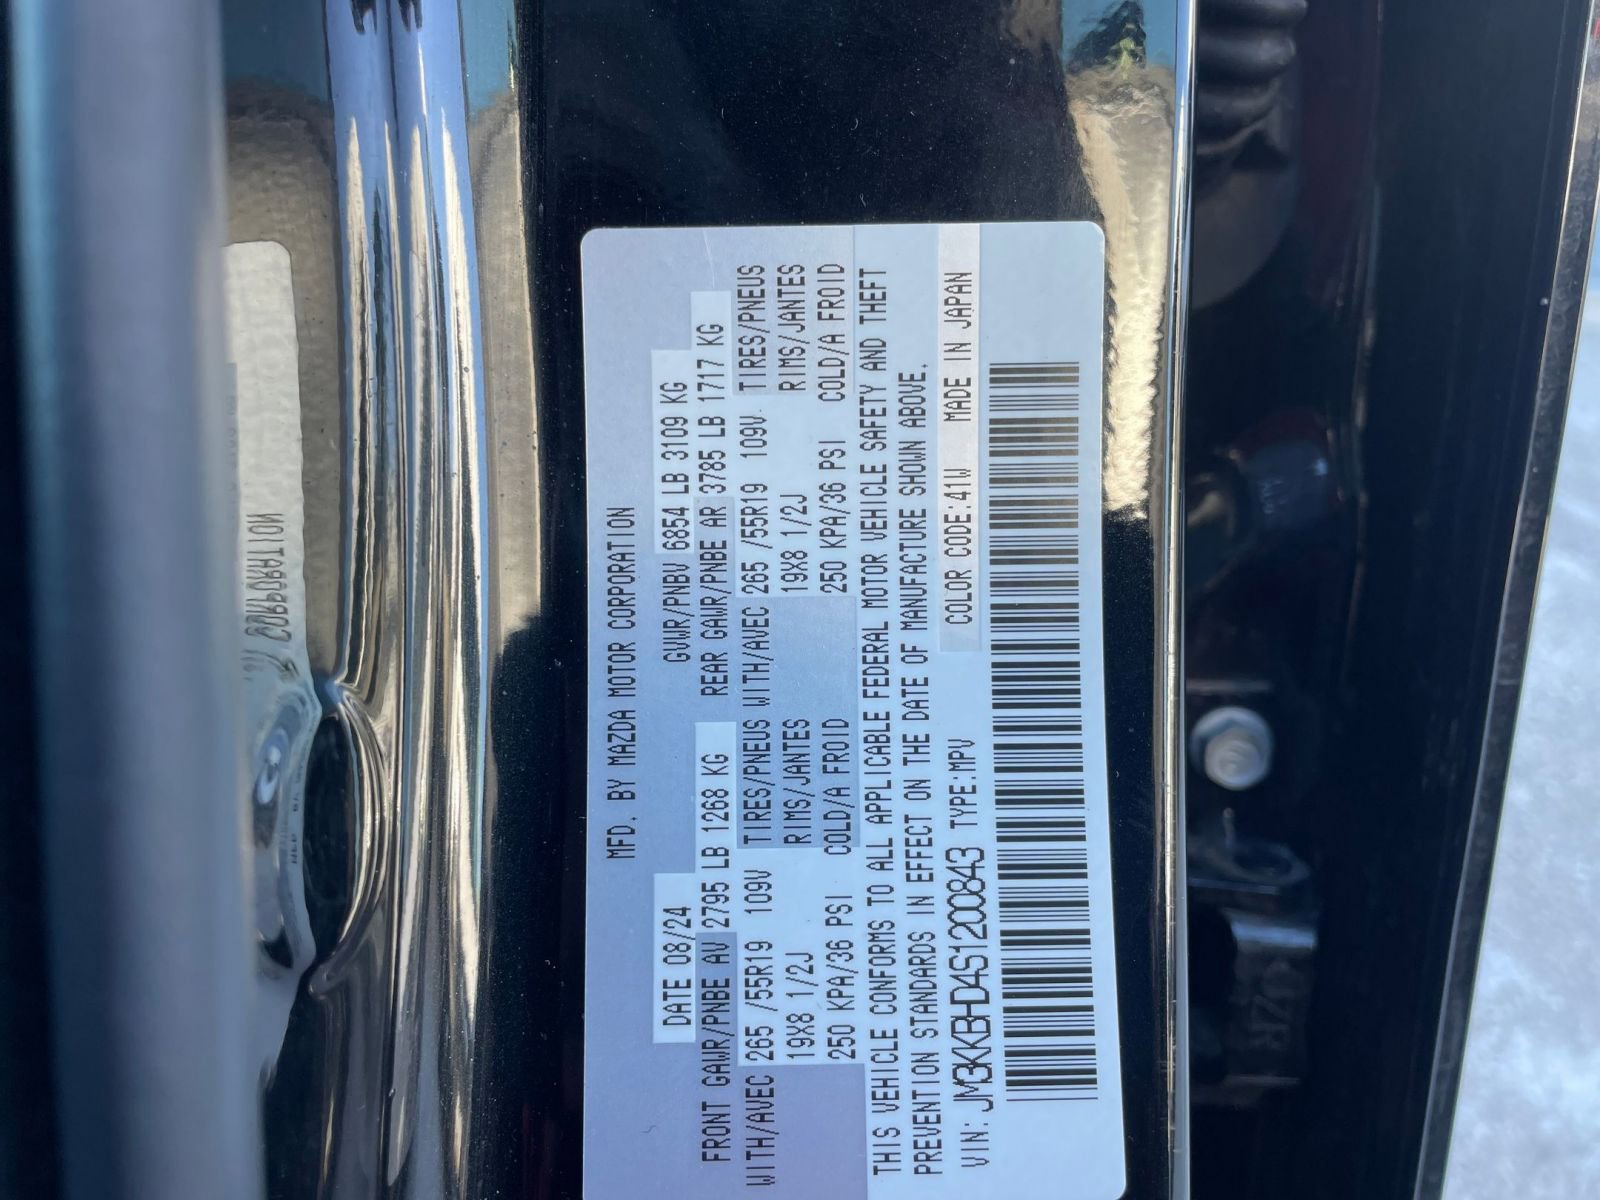 MFD. BY MAZDA MOTOR CORPORATION
DATE 08/24 GVWR/PNBV 6854 LB 3109 KG
FRONT GAWR/PNBE AV 2795 LB 1268 KG REAR GAWR/PNBE AR 3785 LB 1717 KG
WITH/AVEC 265 /55R19 109V TIRES/PNEUS WITH/AVEC 265 /55R19 109V. TIRES/PNEUS
19X8 1/2J RIMS/JANTES 19X8 1/2J RIMS/JANTES
250 KPA/36 PSI COLD/A FROID 250 KPA/36 PSI COLD/A FROID
THIS VEHICLE CONFORMS TO ALL APPLICABLE FEDERAL MOTOR VEHICLE SAFETY AND THEFT
PREVENTION STANDARDS IN EFFECT ON THE DATE OF MANUFACTURE SHOWN ABOVE.
VIN: JM3KKBHD4S1200843 TYPE:MPV COLOR CODE:41W MADE IN JAPAN